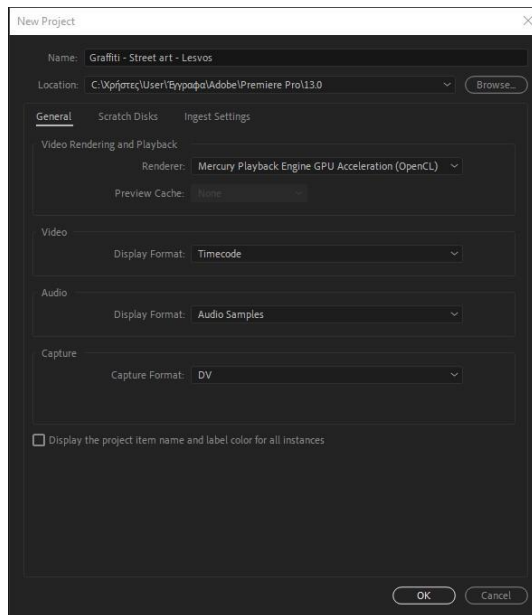 New Project
Name: Graffiti - Street art - Lesvos
Location: C:\Χρήστες\User\Έγγραφα\Adobe\Premiere Pro\13.0 Browse...
General Scratch Disks Ingest Settings
Video Rendering and Playback
Renderer: Mercury Playback Engine GPU Acceleration (OpenCL)
Preview Cache: None
Video
Display Format: Timecode
Audio
Display Format: Audio Samples
Capture
Capture Format: DV
Display the project item name and label color for all instances
OK Cancel